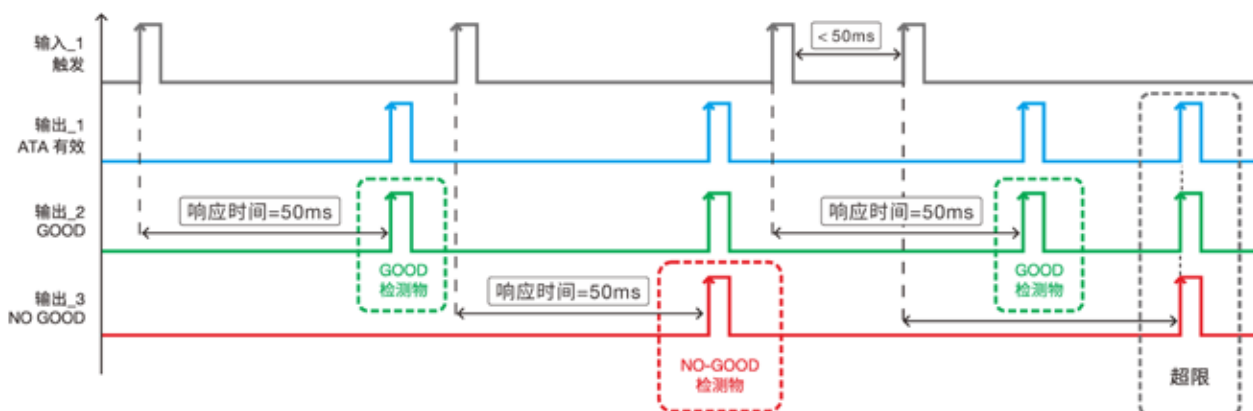 输入_1
触发
< 50ms
输出_1
ATA 有效
输出_2
GOOD
响应时间=50ms
GOOD
检测物
响应时间=50ms
GOOD
检测物
输出_3
NO GOOD
响应时间=50ms
NO-GOOD
检测物
超限